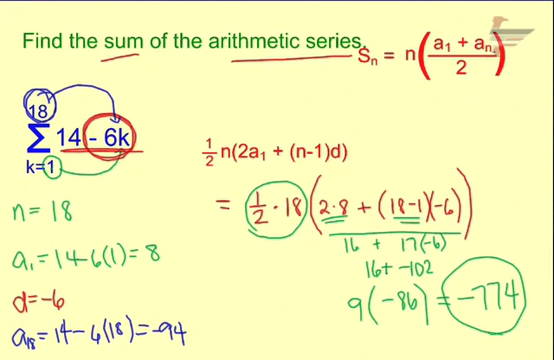 Find the sum of the arithmetic series.
Sₙ = n((a₁ + aₙ)/2)
18
∑ 14 - 6k
k=1
½n(2a₁ + (n-1)d)
= ½ · 18 (2·8 + (18-1)(-6))
16 + 17(-6)
16 + -102
9(-86) = -774
n = 18
a₁ = 14-6(1) = 8
d = -6
a₁₈ = 14 - 6(18) = -94